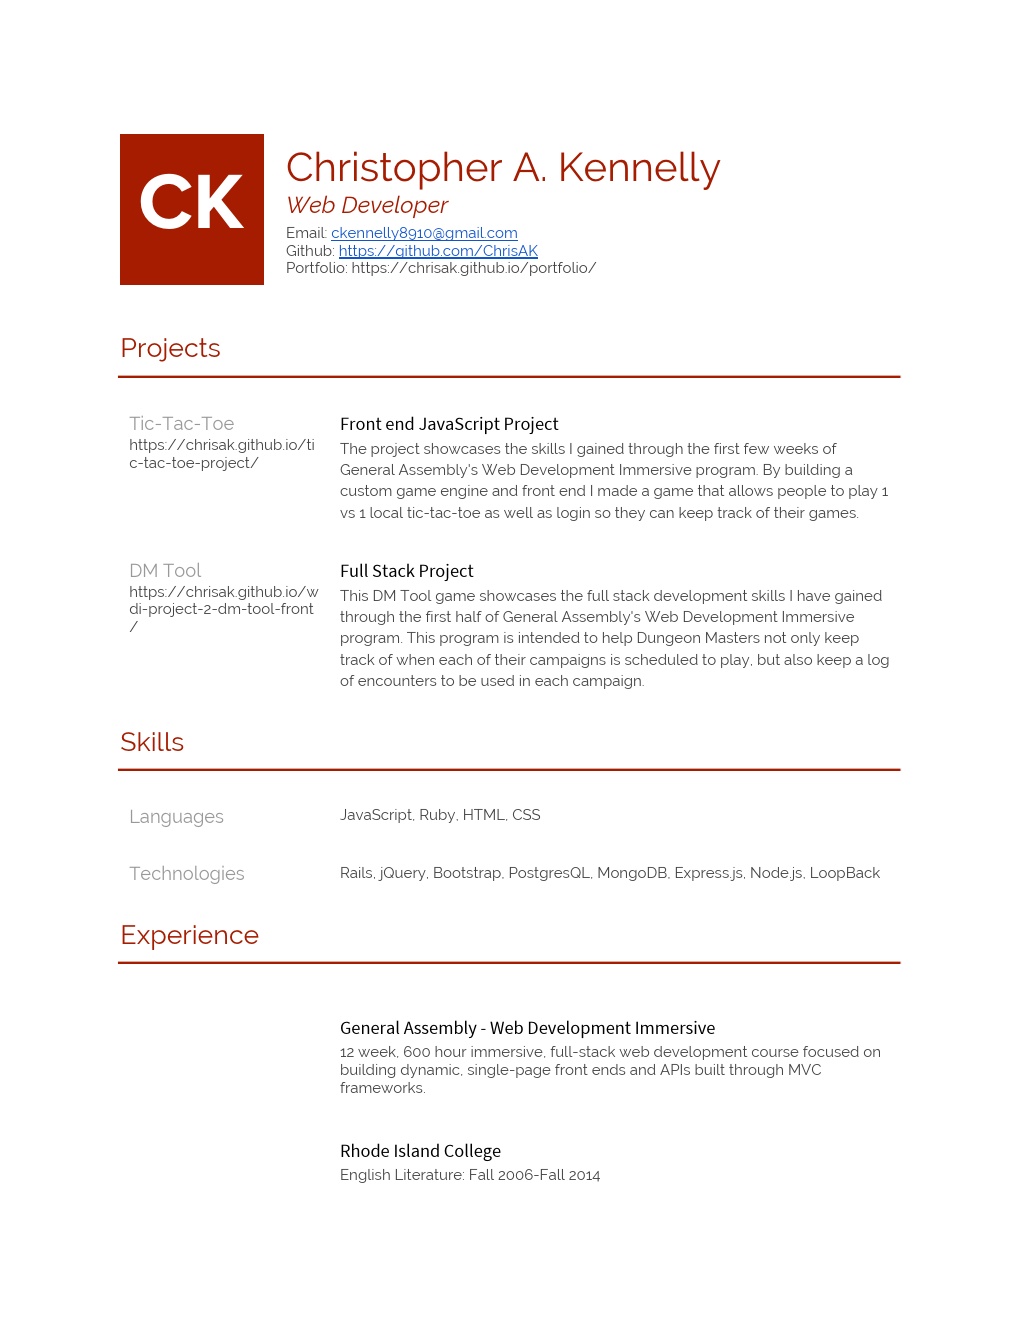 CK
Christopher A. Kennelly
Web Developer
Email: ckennelly8910@gmail.com
Github: https://github.com/ChrisAK
Portfolio: https://chrisak.github.io/portfolio/
Projects
Tic-Tac-Toe
https://chrisak.github.io/ti
c-tac-toe-project/
Front end JavaScript Project
The project showcases the skills I gained through the first few weeks of
General Assembly's Web Development Immersive program. By building a
custom game engine and front end I made a game that allows people to play 1
vs 1 local tic-tac-toe as well as login so they can keep track of their games.
DM Tool
https://chrisak.github.io/w
di-project-2-dm-tool-front
/
Full Stack Project
This DM Tool game showcases the full stack development skills I have gained
through the first half of General Assembly's Web Development Immersive
program. This program is intended to help Dungeon Masters not only keep
track of when each of their campaigns is scheduled to play, but also keep a log
of encounters to be used in each campaign.
Skills
Languages
JavaScript, Ruby, HTML, CSS
Technologies
Rails, jQuery, Bootstrap, PostgresQL, MongoDB, Express.js, Node.js, LoopBack
Experience
General Assembly - Web Development Immersive
12 week, 600 hour immersive, full-stack web development course focused on
building dynamic, single-page front ends and APIs built through MVC
frameworks.
Rhode Island College
English Literature: Fall 2006-Fall 2014